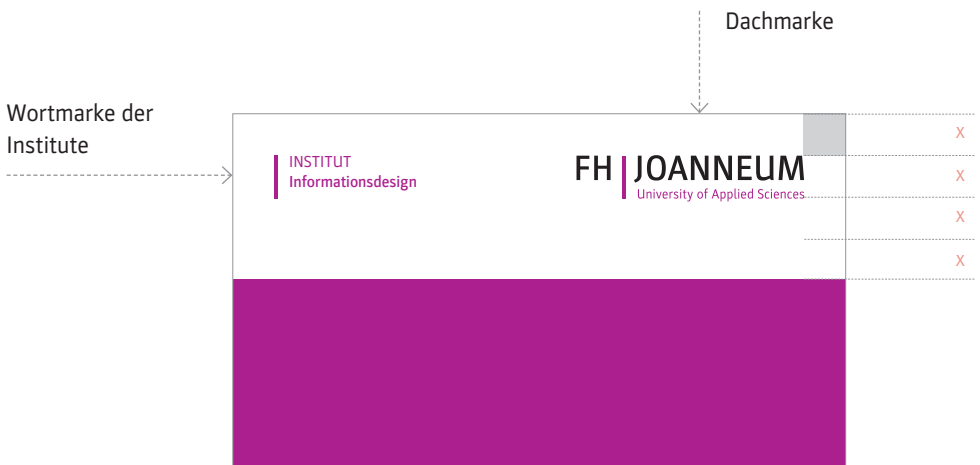 Dachmarke
Wortmarke der
Institute
INSTITUT
Informationsdesign
FH JOANNEUM
University of Applied Sciences
X
X
X
X